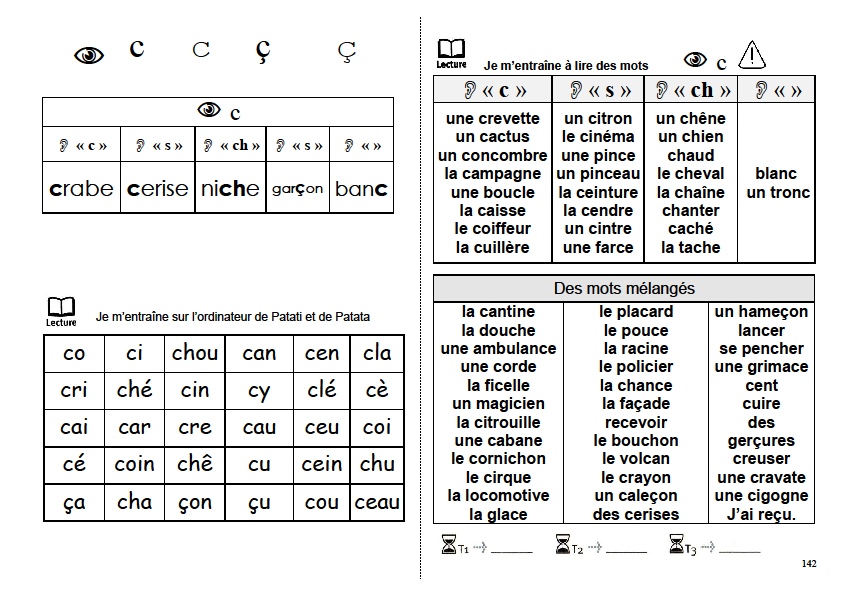 c c ç Ç
c
« c » « s » « ch » « s » « »
crabe cerise niche garçon banc
Lecture Je m'entraîne sur l'ordinateur de Patati et de Patata
co ci chou can cen cla
cri ché cin cy clé cè
cai car cre cau ceu coi
cé coin chê cu cein chu
ça cha çon çu cou ceau
Lecture Je m'entraîne à lire des mots c
« c » « s » « ch » « »
une crevette un citron un chêne
un cactus le cinéma un chien
un concombre une pince chaud
la campagne un pinceau le cheval blanc
une boucle la ceinture la chaîne un tronc
la caisse la cendre chanter
le coiffeur un cintre caché
la cuillère une farce la tache
Des mots mélangés
la cantine le placard un hameçon
la douche le pouce lancer
une ambulance la racine se pencher
une corde le policier une grimace
la ficelle la chance cent
un magicien la façade cuire
la citrouille recevoir des
une cabane le bouchon gerçures
le cornichon le volcan creuser
le cirque le crayon une cravate
la locomotive un caleçon une cigogne
la glace des cerises J'ai reçu.
T1 ______ T2 ______ T3 ______
142